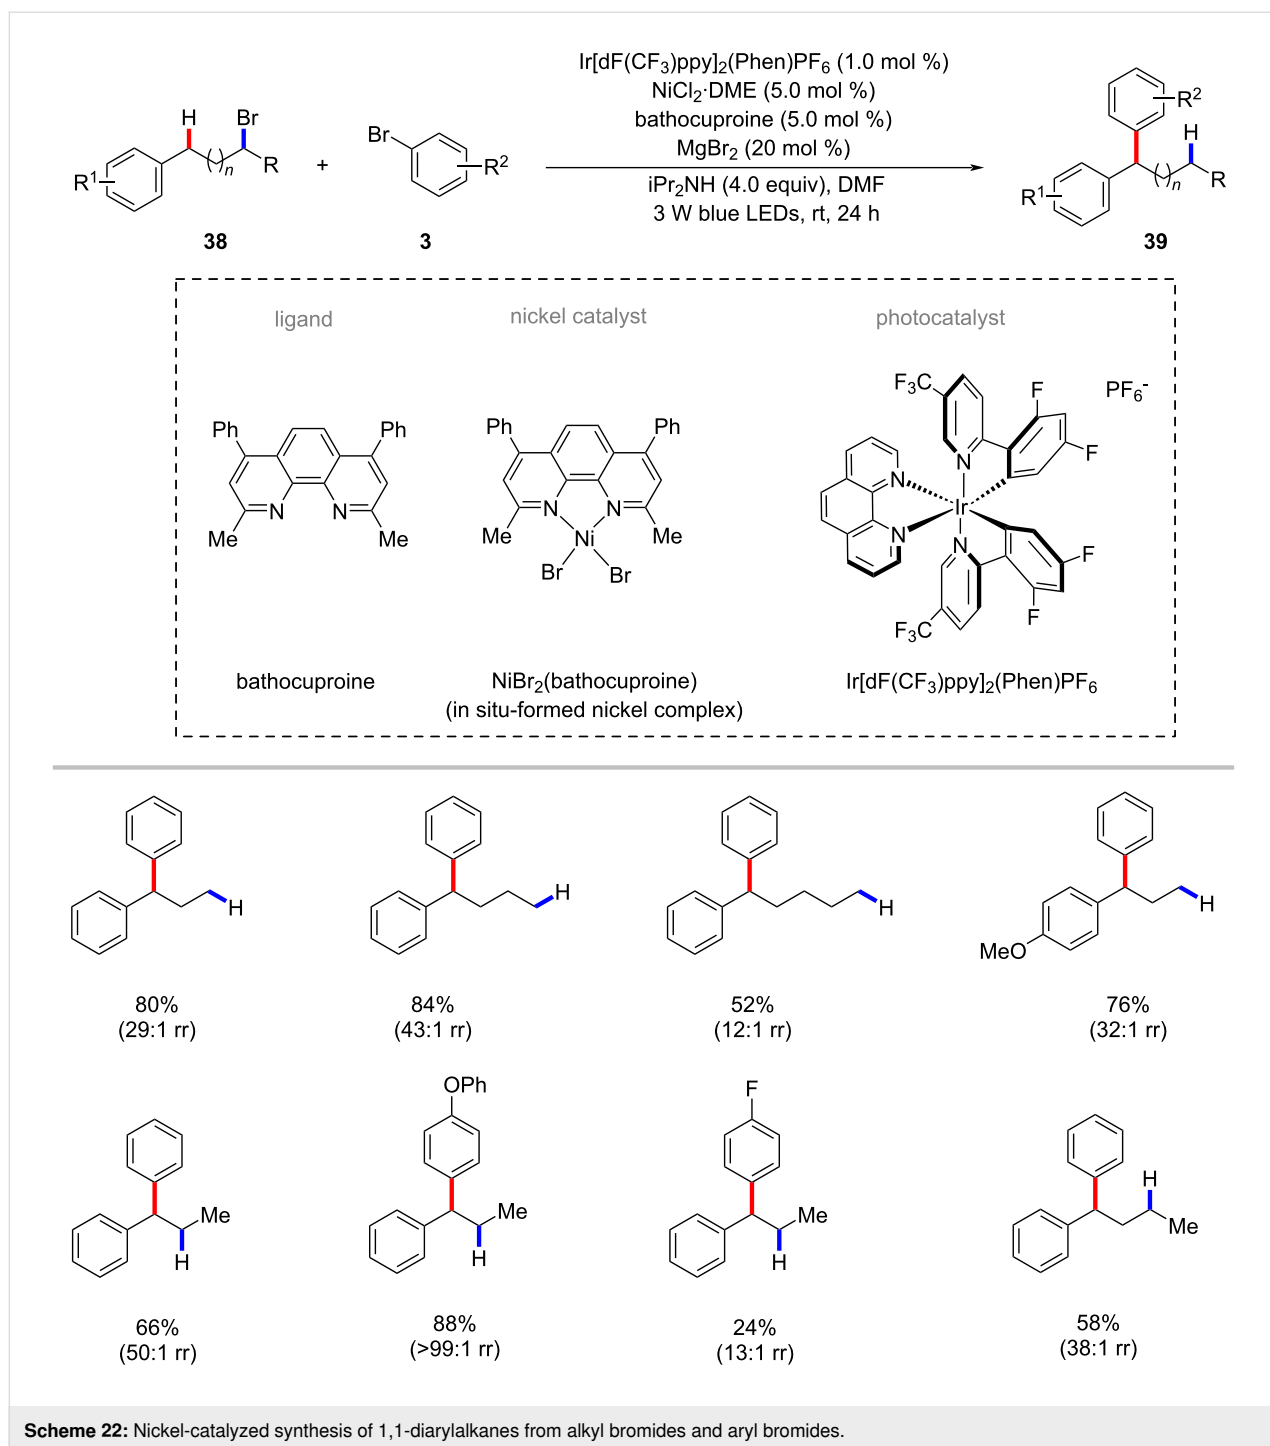 Ir[dF(CF3)ppy]2(Phen)PF6 (1.0 mol %)
NiCl2·DME (5.0 mol %)
bathocuproine (5.0 mol %)
MgBr2 (20 mol %)
iPr2NH (4.0 equiv), DMF
3 W blue LEDs, rt, 24 h
H Br
R1 ( )n R
+
Br
R2
R2
H
R1 ( )n R
38 3 39
ligand nickel catalyst photocatalyst
Ph Ph
N N
Me Me
Ph Ph
N N
Me Me
Ni
Br Br
F3C F PF6-
F
N
N
Ir
N
N
F
F
F3C
bathocuproine NiBr2(bathocuproine) Ir[dF(CF3)ppy]2(Phen)PF6
(in situ-formed nickel complex)
H H H H
MeO
80% 84% 52% 76%
(29:1 rr) (43:1 rr) (12:1 rr) (32:1 rr)
OPh F
H
Me Me Me Me
H H H
66% 88% 24% 58%
(50:1 rr) (>99:1 rr) (13:1 rr) (38:1 rr)
Scheme 22: Nickel-catalyzed synthesis of 1,1-diarylalkanes from alkyl bromides and aryl bromides.